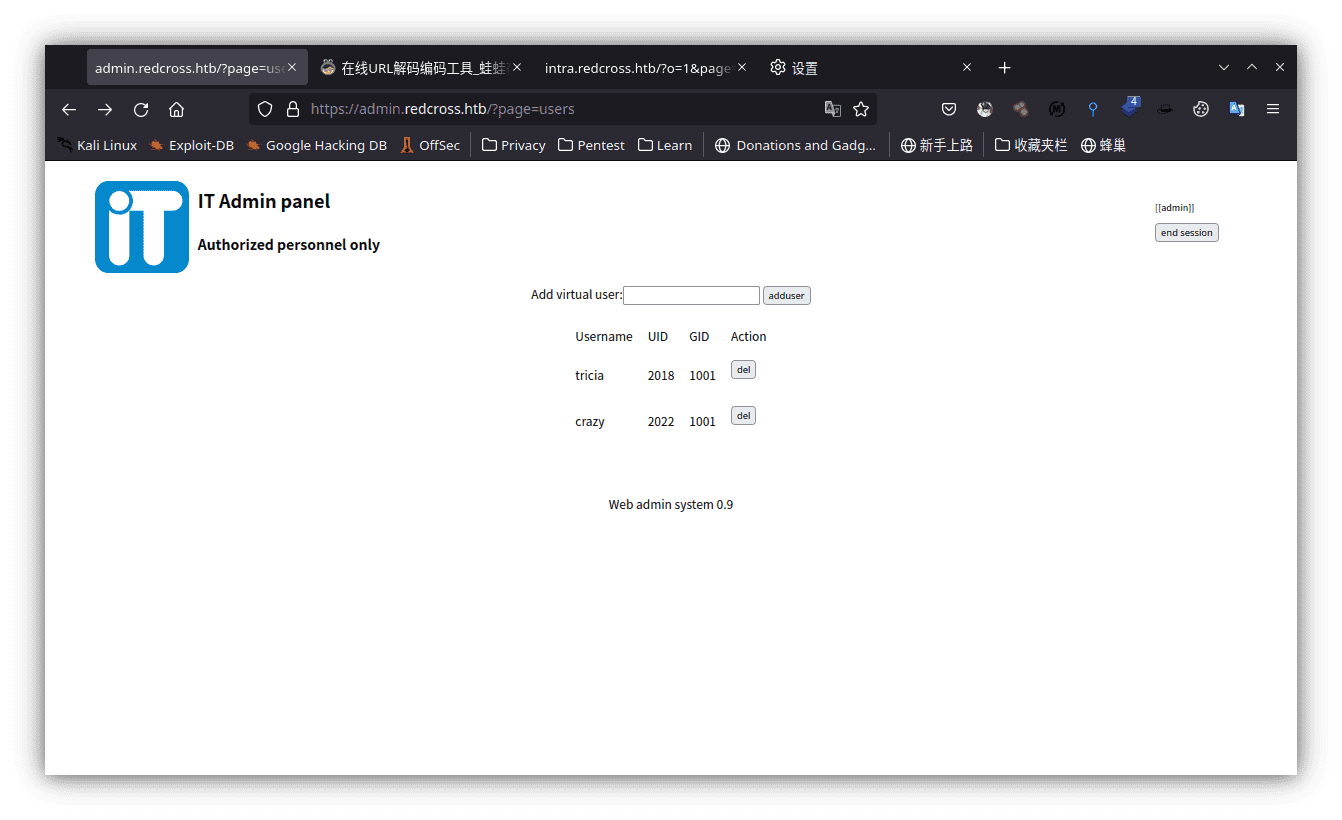 admin.redcross.htb/?page=use 在线URL解码编码工具_蛙蛙 intra.redcross.htb/?o=1&page 设置
https://admin.redcross.htb/?page=users 4
Kali Linux Exploit-DB Google Hacking DB OffSec Privacy Pentest Learn Donations and Gadg... 新手上路 收藏夹栏 蜂巢
iT IT Admin panel
[[admin]]
Authorized personnel only
end session
Add virtual user: adduser
Username UID GID Action
tricia 2018 1001 del
crazy 2022 1001 del
Web admin system 0.9